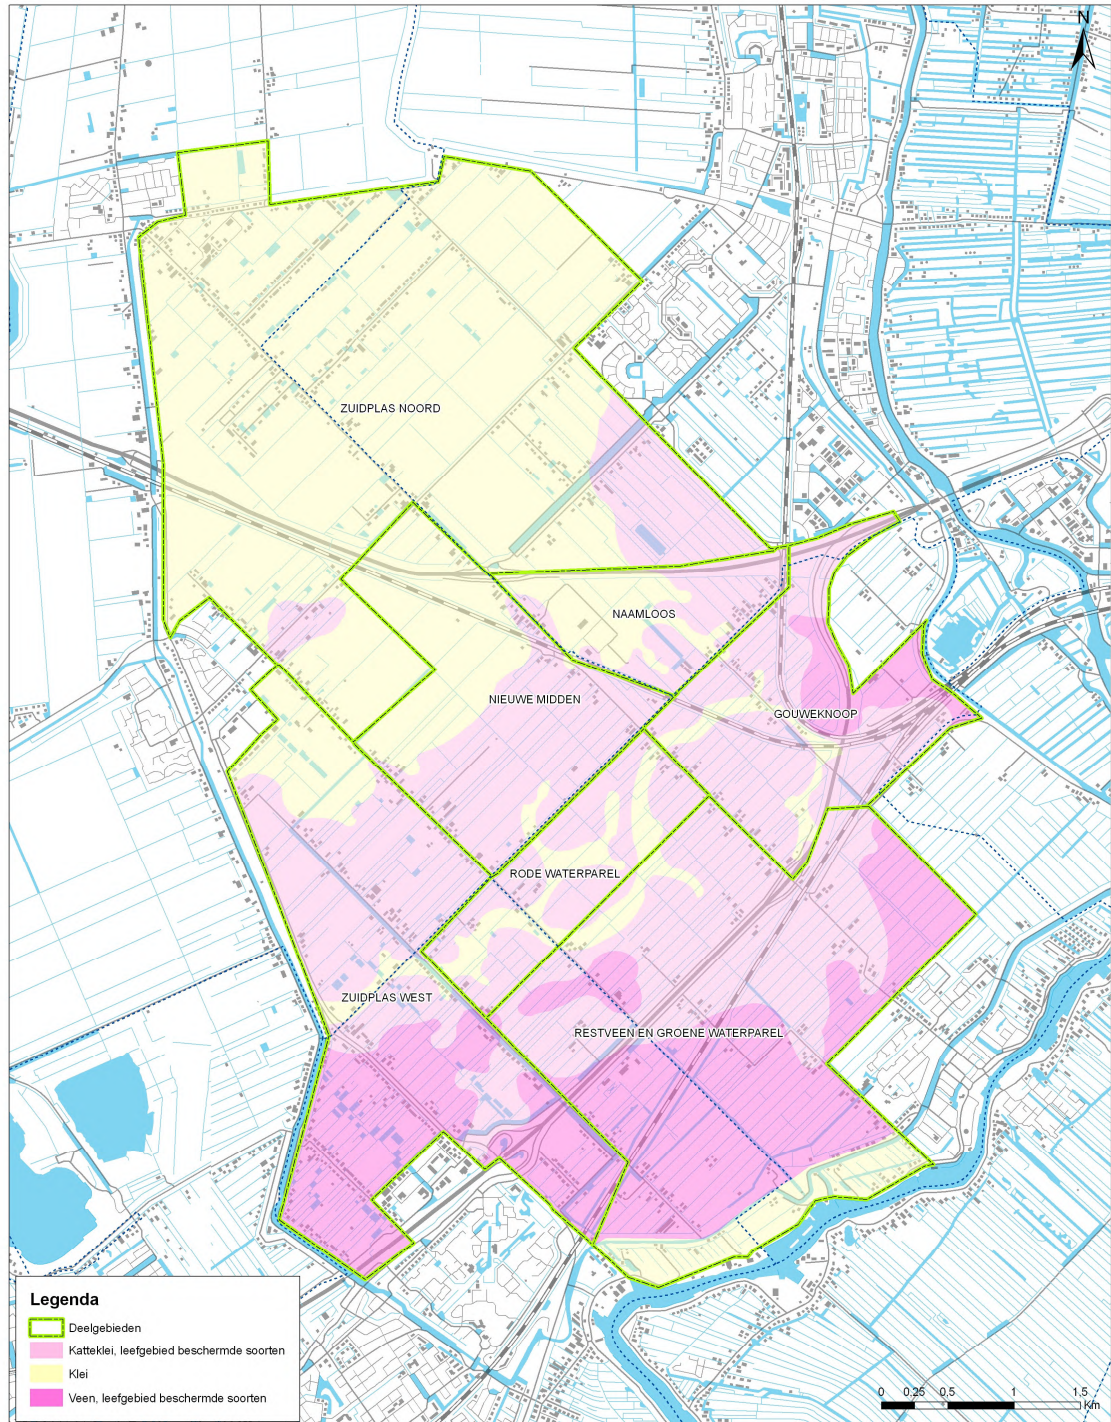 N
ZUIDPLAS NOORD
NAAMLOOS
NIEUWE MIDDEN
GOUWEKNOOP
RODE WATERPAREL
ZUIDPLAS WEST
RESTVEEN EN GROENE WATERPAREL
Legenda
Deelgebieden
Katteklei, leefgebied beschermde soorten
Klei
Veen, leefgebied beschermde soorten
0 0.25 0.5 1 1.5
Km